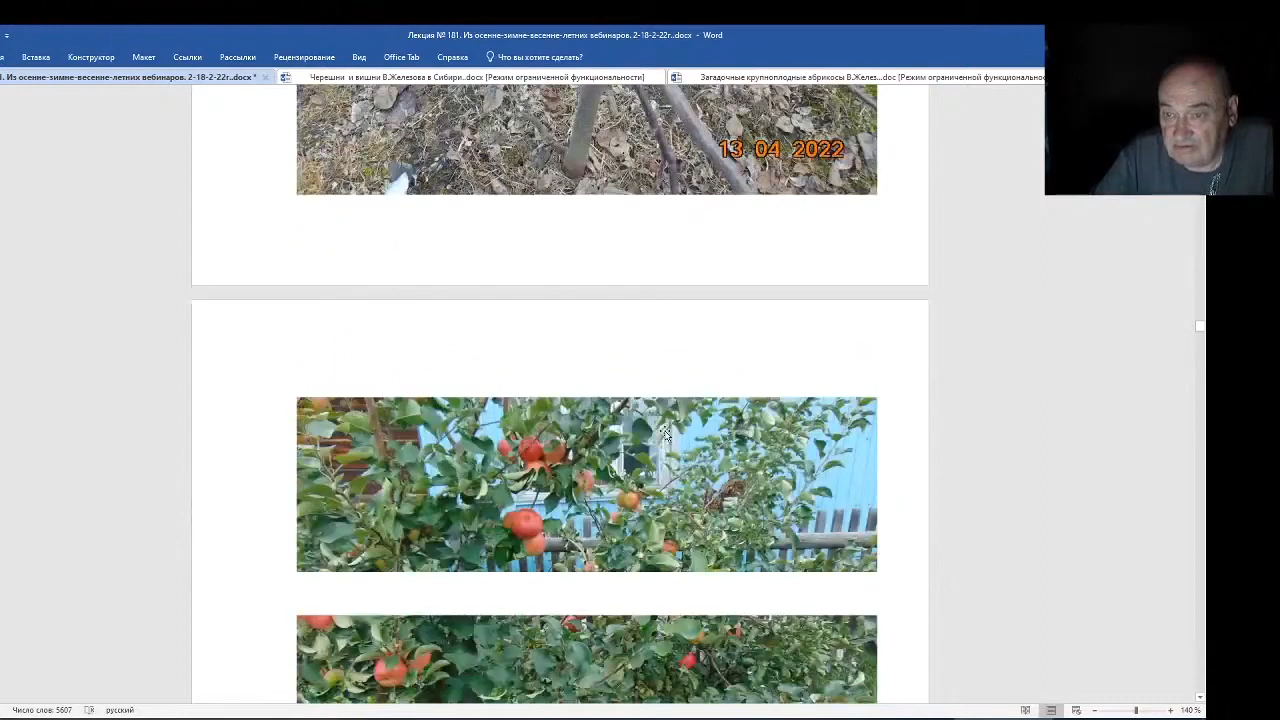 Лекция № 181. Из осенне-зимне-весенне-летних вебинаров. 2-18-2-22г..docx - Word
Вставка Конструктор Макет Ссылки Рассылки Рецензирование Вид Office Tab Справка Что вы хотите сделать?
1. Из осенне-зимне-весенне-летних вебинаров. 2-18-2-22г..docx * Черешни и вишни В.Железова в Сибири..docx [Режим ограниченной функциональности] Загадочные крупноплодные абрикосы В.Желез...doc [Режим ограниченной функциональнос
13 04 2022
Число слов: 5607 русский 140 %